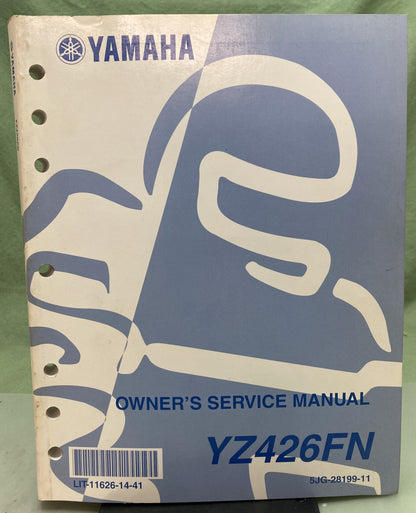 YAMAHA
OWNER'S SERVICE MANUAL
YZ426FN
LIT-11626-14-41
5JG-28199-11